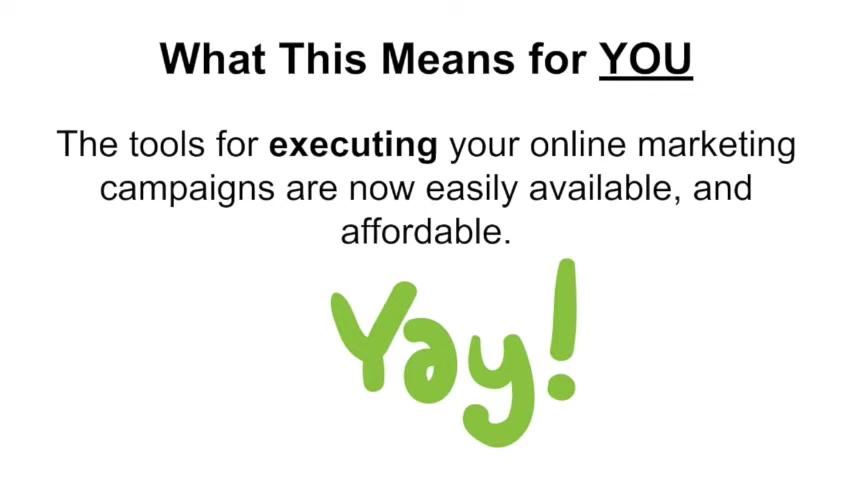 What This Means for YOU
The tools for executing your online marketing
campaigns are now easily available, and
affordable.
Yay!